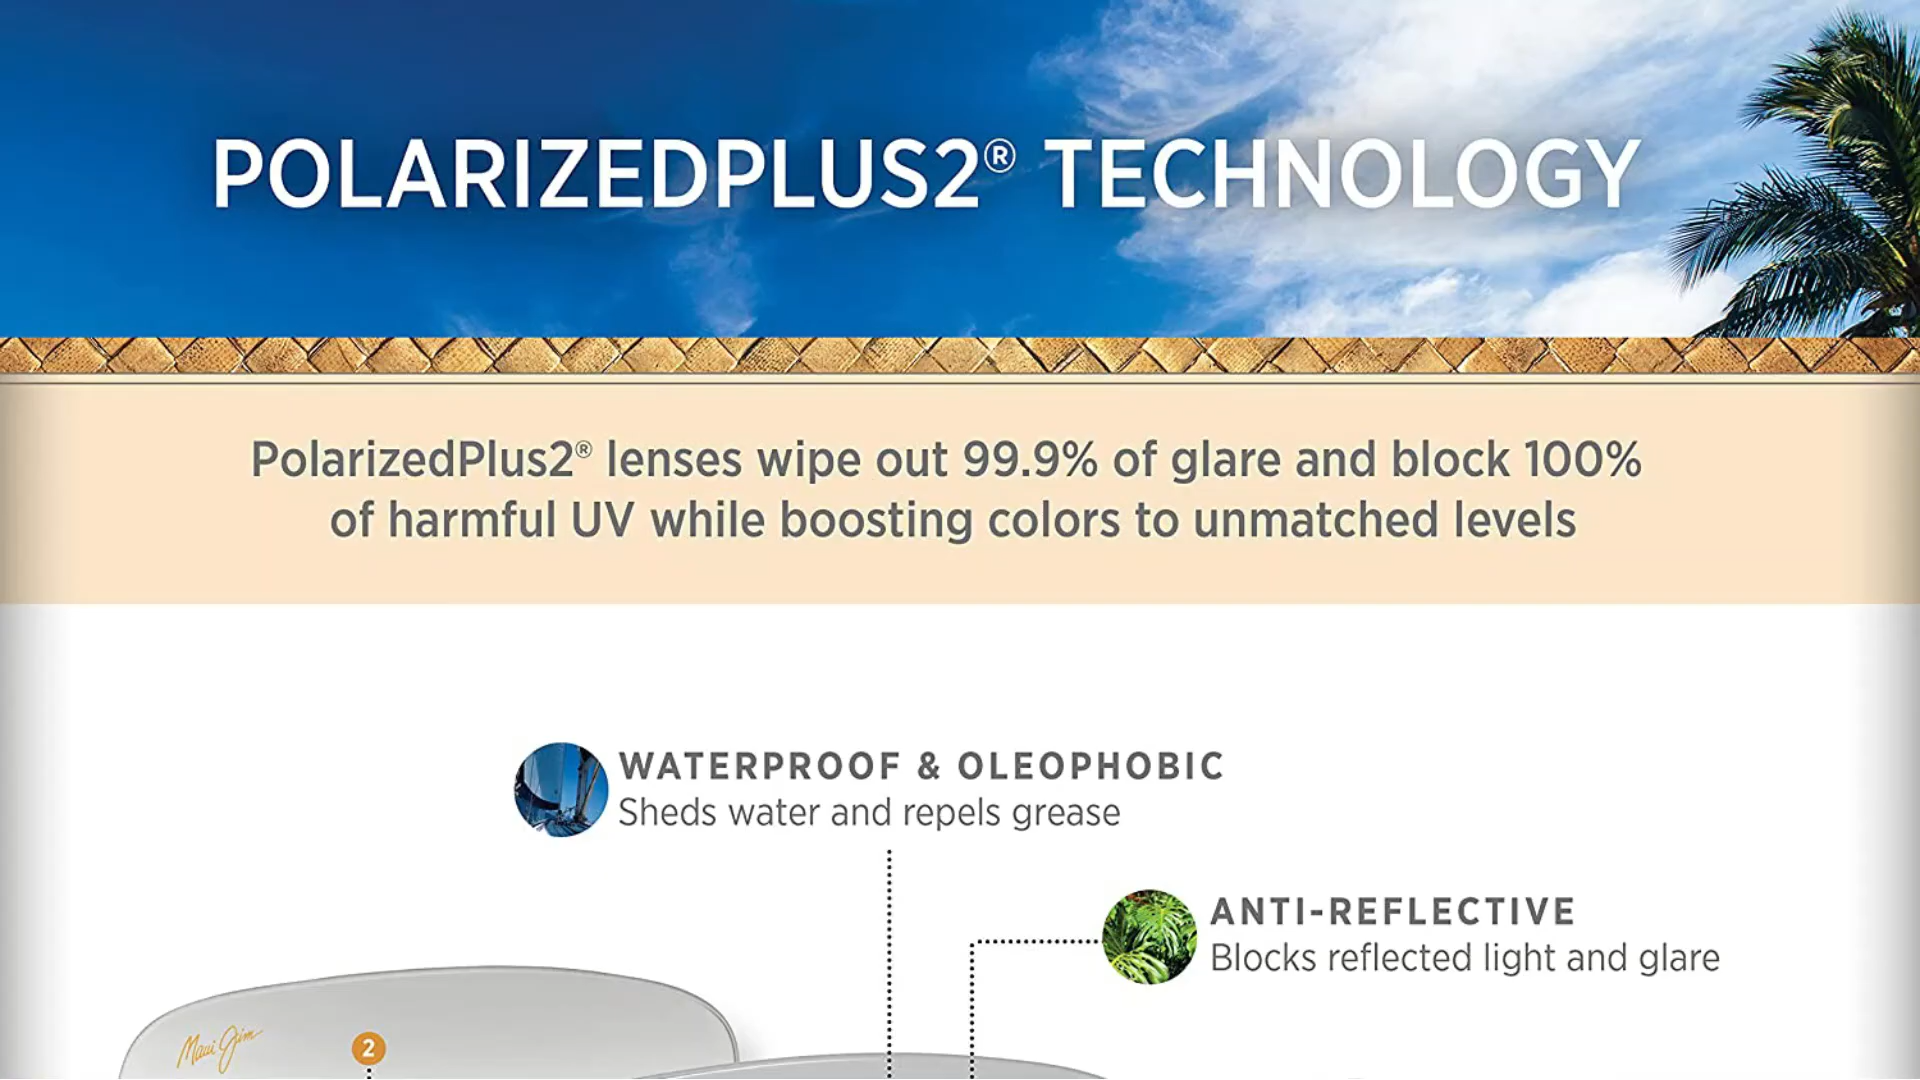 POLARIZEDPLUS2® TECHNOLOGY
PolarizedPlus2® lenses wipe out 99.9% of glare and block 100%
of harmful UV while boosting colors to unmatched levels
WATERPROOF & OLEOPHOBIC
Sheds water and repels grease
ANTI-REFLECTIVE
Blocks reflected light and glare
Maui Jim
2